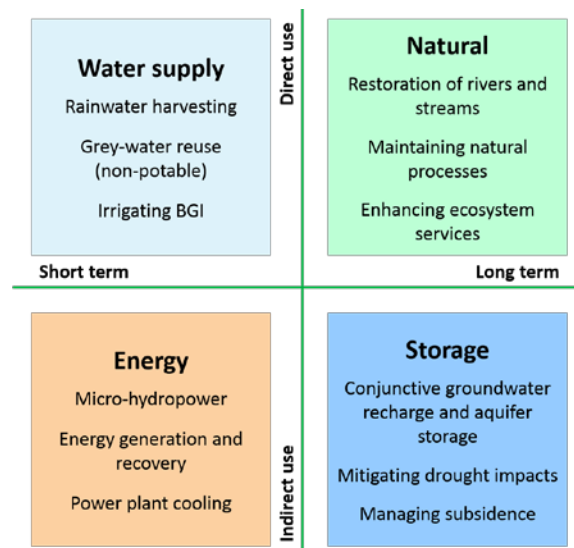 Water supply
Rainwater harvesting
Grey-water reuse
(non-potable)
Irrigating BGI
Direct use
Natural
Restoration of rivers and
streams
Maintaining natural
processes
Enhancing ecosystem
services
Short term
Long term
Energy
Micro-hydropower
Energy generation and
recovery
Power plant cooling
Indirect use
Storage
Conjunctive groundwater
recharge and aquifer
storage
Mitigating drought impacts
Managing subsidence